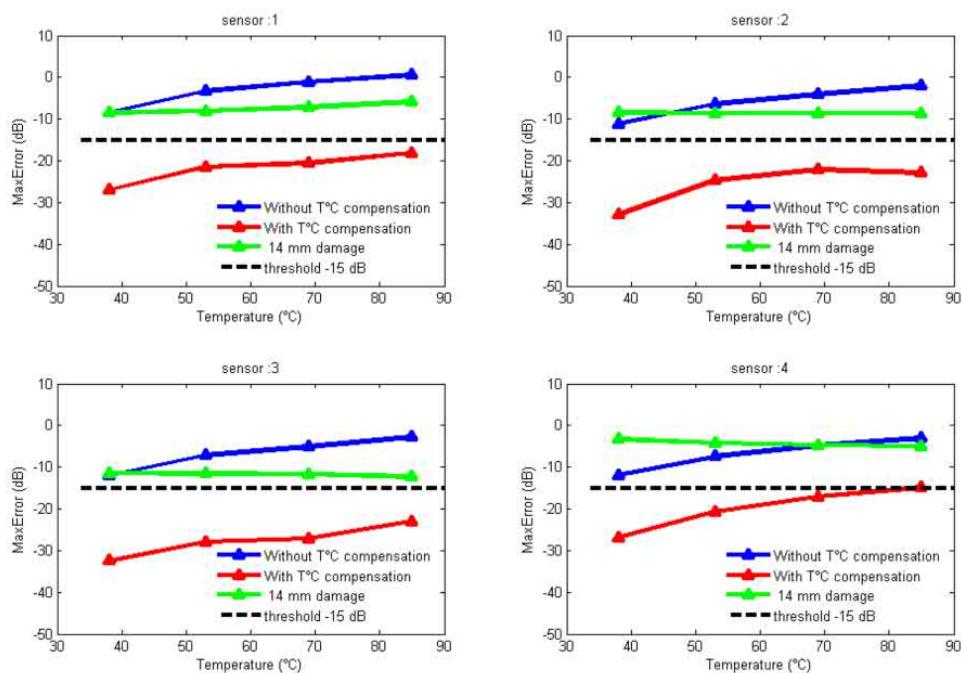 sensor :1
10
0
-10
-20
-30
-40
-50
MaxError (dB)
Without T°C compensation
With T°C compensation
14 mm damage
threshold -15 dB
30 40 50 60 70 80 90
Temperature (°C)
sensor :2
10
0
-10
-20
-30
-40
-50
MaxError (dB)
Without T°C compensation
With T°C compensation
14 mm damage
threshold -15 dB
30 40 50 60 70 80 90
Temperature (°C)
sensor :3
10
0
-10
-20
-30
-40
-50
MaxError (dB)
Without T°C compensation
With T°C compensation
14 mm damage
threshold -15 dB
30 40 50 60 70 80 90
Temperature (°C)
sensor :4
10
0
-10
-20
-30
-40
-50
MaxError (dB)
Without T°C compensation
With T°C compensation
14 mm damage
threshold -15 dB
30 40 50 60 70 80 90
Temperature (°C)